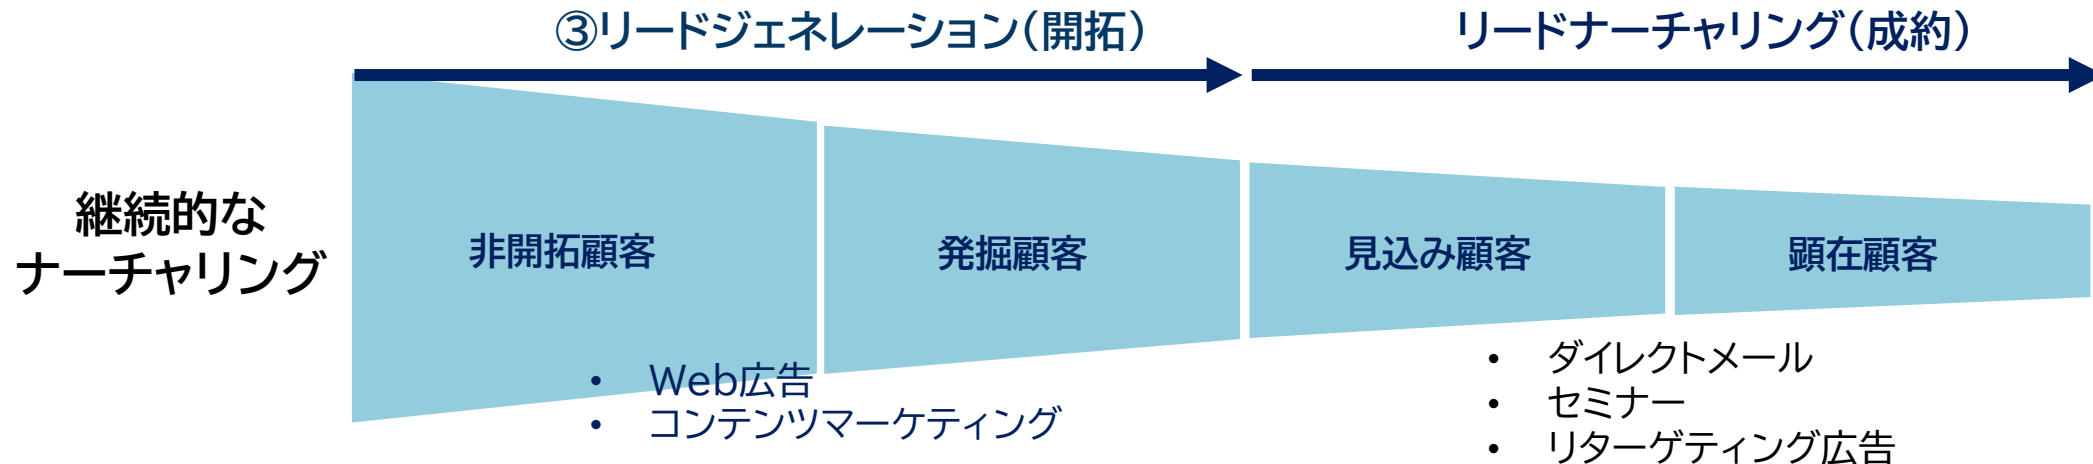 ③リードジェネレーション(開拓)
リードナーチャリング(成約)
継続的な
ナーチャリング
非開拓顧客
発掘顧客
見込み顧客
顕在顧客
• Web広告
• コンテンツマーケティング
• ダイレクトメール
• セミナー
• リターゲティング広告